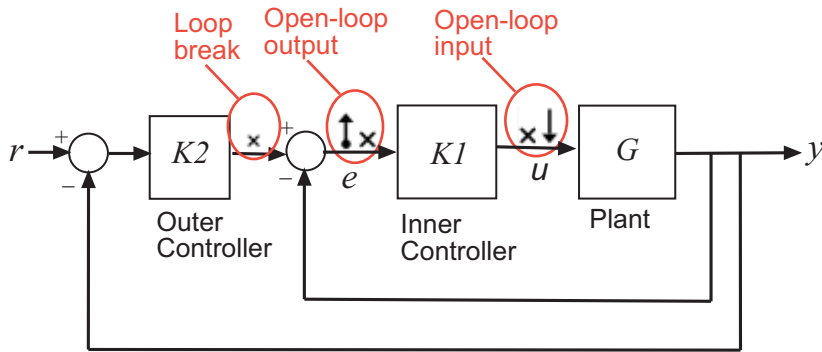 Loop
break
Open-loop
output
Open-loop
input
r
+
−
K2
+
−
e
K1
u
G
y
Outer
Controller
Inner
Controller
Plant